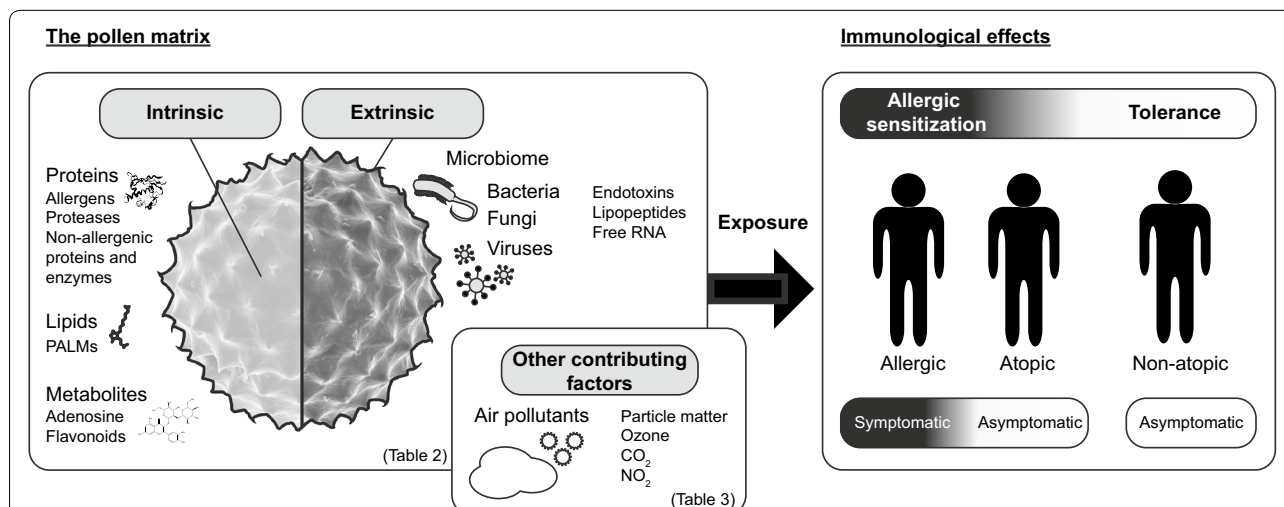 The pollen matrix
Intrinsic
Extrinsic
Proteins
Allergens
Proteases
Non-allergenic
proteins and
enzymes
Lipids
PALMs
Metabolites
Adenosine
Flavonoids
Microbiome
Bacteria
Fungi
Viruses
Endotoxins
Lipopeptides
Free RNA
(Table 2)
Other contributing
factors
Air pollutants
Particle matter
Ozone
CO₂
NO₂
(Table 3)
Exposure
Immunological effects
Allergic
sensitization
Tolerance
Allergic
Atopic
Non-atopic
Symptomatic
Asymptomatic
Asymptomatic